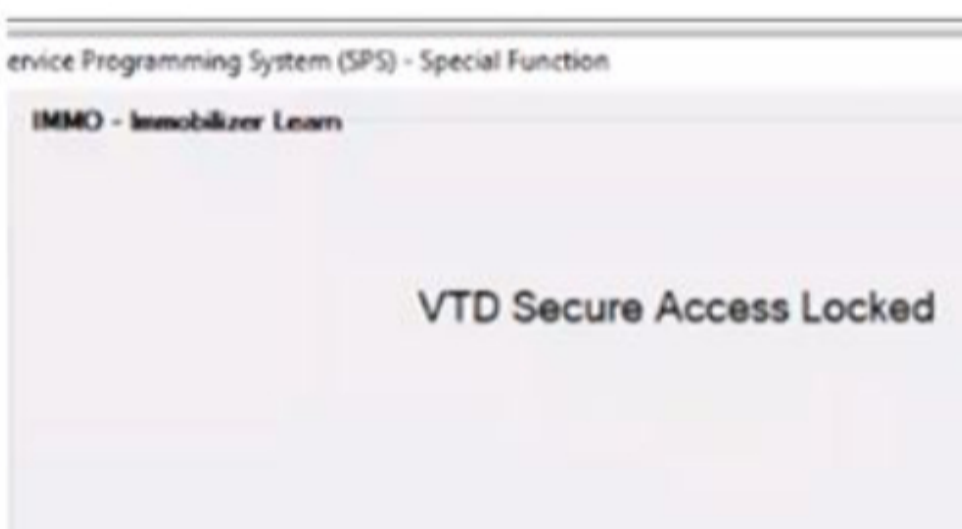 ervice Programming System (SPS) - Special Function
IMMO - Immobilizer Learn
VTD Secure Access Locked